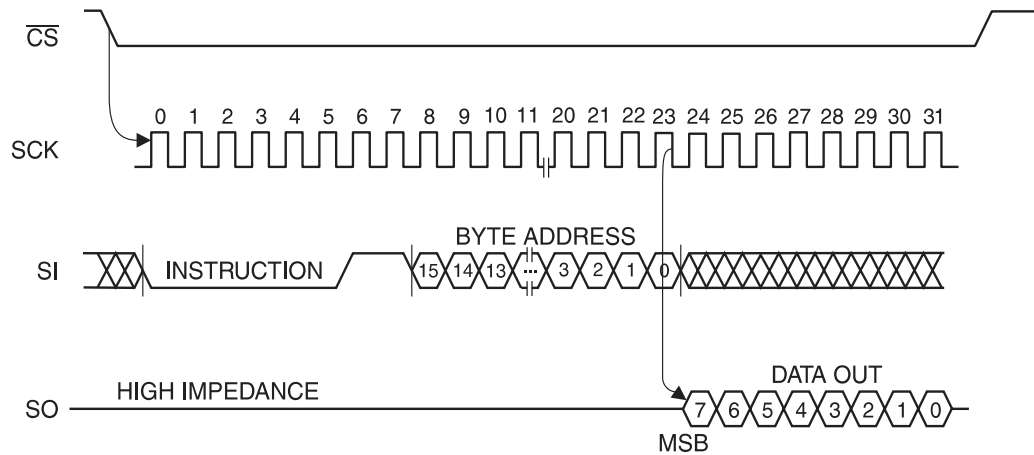 CS
0 1 2 3 4 5 6 7 8 9 10 11 20 21 22 23 24 25 26 27 28 29 30 31
SCK
BYTE ADDRESS
SI INSTRUCTION 15 14 13 ... 3 2 1 0
HIGH IMPEDANCE DATA OUT
SO 7 6 5 4 3 2 1 0
MSB